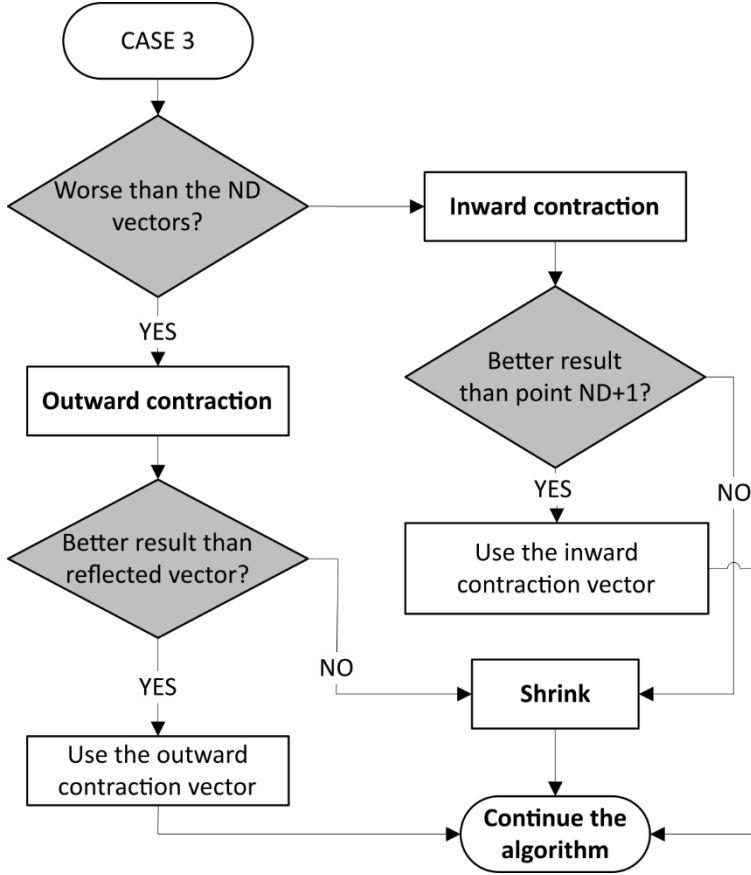 CASE 3
Worse than the ND
vectors?
Inward contraction
YES
Better result
than point ND+1?
Outward contraction
YES
NO
Better result than
reflected vector?
Use the inward
contraction vector
NO
YES
Shrink
Use the outward
contraction vector
Continue the
algorithm